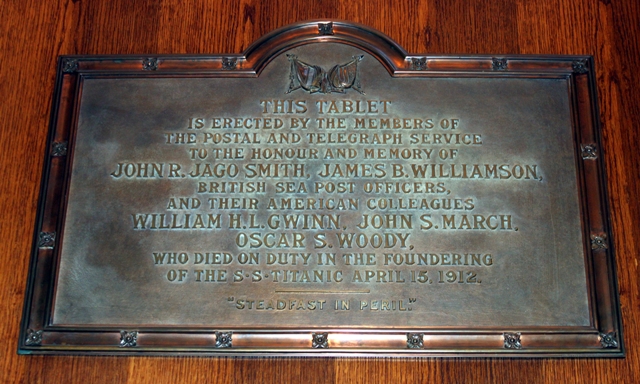 THIS TABLET
IS ERECTED BY THE MEMBERS OF
THE POSTAL AND TELEGRAPH SERVICE
TO THE HONOUR AND MEMORY OF
JOHN R. JAGO SMITH, JAMES B. WILLIAMSON,
BRITISH SEA POST OFFICERS,
AND THEIR AMERICAN COLLEAGUES
WILLIAM H. L. GWINN, JOHN S. MARCH,
OSCAR S. WOODY,
WHO DIED ON DUTY IN THE FOUNDERING
OF THE S·S·TITANIC APRIL 15, 1912.
"STEADFAST IN PERIL."